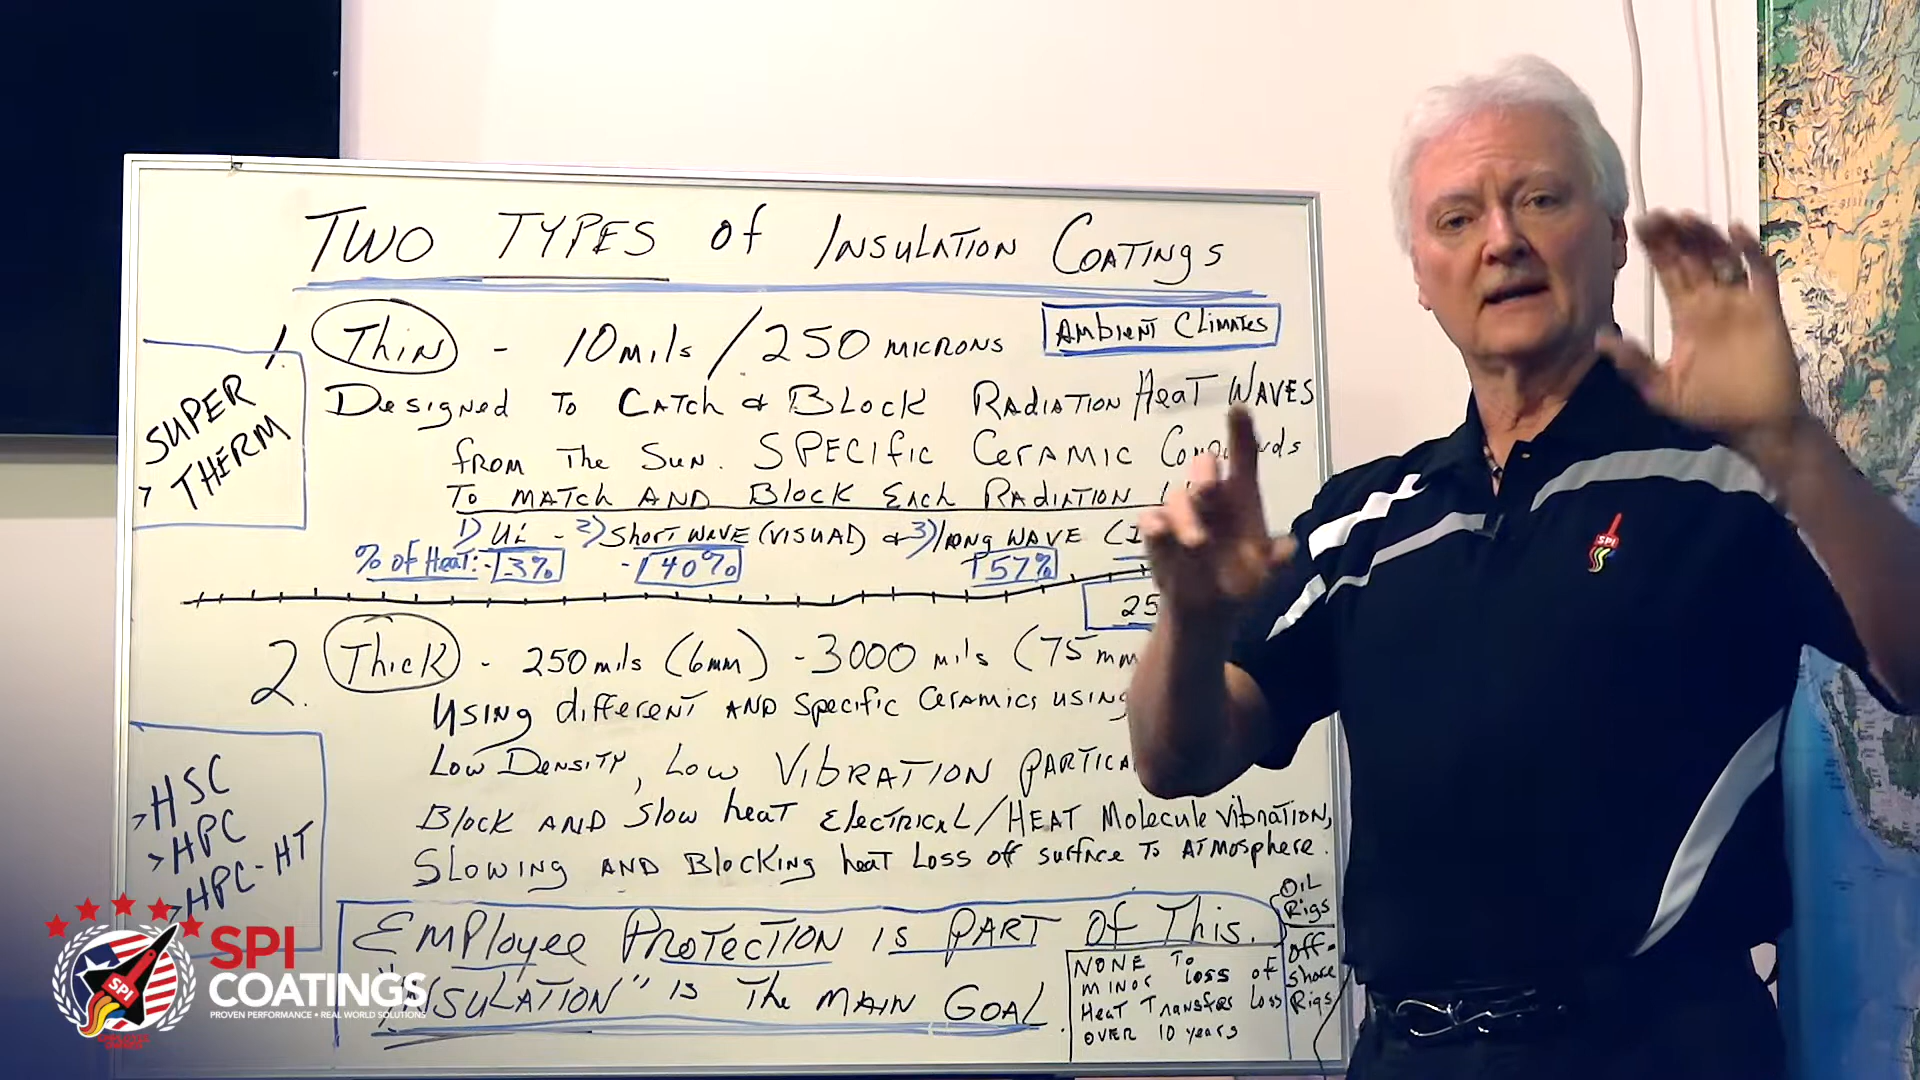 TWO TYPES of INSULATION COATINGS
1. Thin - 10 mils / 250 MICRONS
AMBIENT CLIMATES
SUPER
THERM
Designed To CATCH & BLOCK RADIATION HEAT WAVES
from The Sun. SPECIFIC CERAMIC
To MATCH AND BLOCK EACH RADIATION
1) UV - 2) Short WAVE (VISUAL) & 3) long WAVE (I
% of HEAT: - 3% - 40% 57%
25
2. Thick - 250 mils (6mm) - 3000 mils (75 mm
USING different AND SPECIFIC CERAMICS USING
Low DENSITY, Low VIBRATION PARTICA
Block AND Slow heat ELECTRICAL/HEAT Molecule Vibration,
SLOWING AND BLOCKING heat Loss off SURFACE To ATMOSPHERE.
> HSC
> HPC
> HPC-HT
EMPLOYEE PROTECTION is PART of This.
"INSULATION" is The MAIN GOAL.
NONE To
MINOR LOSS of
HEAT TRANSFER LOSS
OVER 10 years
OIL
Rigs
Off-
shore
Rigs
SPI
SPI
SPI
COATINGS
PROVEN PERFORMANCE • REAL WORLD SOLUTIONS